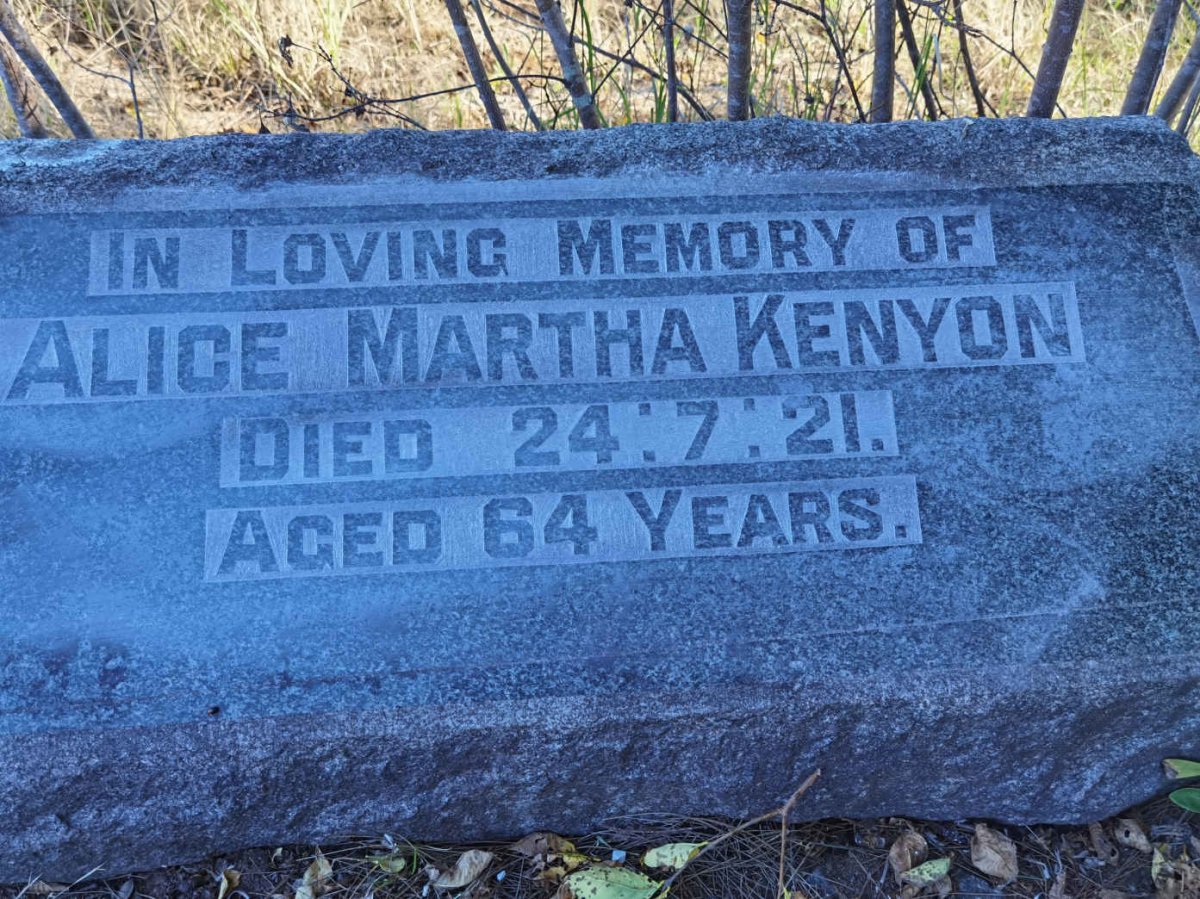 In Loving Memory of
Alice Martha Kenyon
Died 24.7.21.
Aged 64 Years.